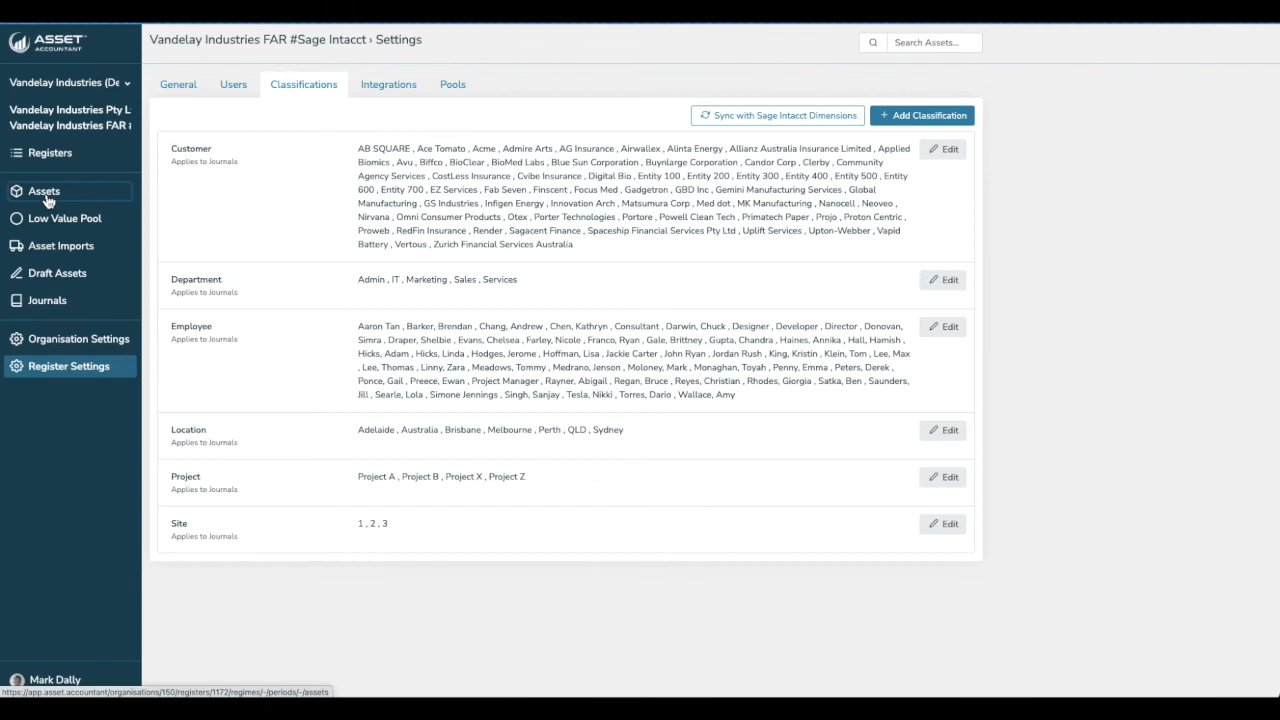 ASSET
ACCOUNTANT
Vandelay Industries (De
Vandelay Industries Pty L
Vandelay Industries FAR
Registers
Assets
Low Value Pool
Asset Imports
Draft Assets
Journals
Organisation Settings
Register Settings
Mark Dally
Vandelay Industries FAR #Sage Intacct › Settings
Search Assets...
General Users Classifications Integrations Pools
Sync with Sage Intacct Dimensions + Add Classification
Customer
Applies to Journals
AB SQUARE , Ace Tomato , Acme , Admire Arts , AG Insurance , Airwallex , Alinta Energy , Allianz Australia Insurance Limited , Applied
Biomics , Avu , Biffco , BioClear , BioMed Labs , Blue Sun Corporation , Buynlarge Corporation , Candor Corp , Clerby , Community
Agency Services , CostLess Insurance , Cvibe Insurance , Digital Bio , Entity 100 , Entity 200 , Entity 300 , Entity 400 , Entity 500 , Entity
600 , Entity 700 , EZ Services , Fab Seven , Finscent , Focus Med , Gadgetron , GBD Inc , Gemini Manufacturing Services , Global
Manufacturing , GS Industries , Infigen Energy , Innovation Arch , Matsumura Corp , Med dot , MK Manufacturing , Nanocell , Neoveo ,
Nirvana , Omni Consumer Products , Otex , Porter Technologies , Portore , Powell Clean Tech , Primatech Paper , Projo , Proton Centric ,
Proweb , RedFin Insurance , Render , Sagacent Finance , Spaceship Financial Services Pty Ltd , Uplift Services , Upton-Webber , Vapid
Battery , Vertous , Zurich Financial Services Australia
Edit
Department
Applies to Journals
Admin , IT , Marketing , Sales , Services
Edit
Employee
Applies to Journals
Aaron Tan , Barker, Brendan , Chang, Andrew , Chen, Kathryn , Consultant , Darwin, Chuck , Designer , Developer , Director , Donovan,
Simra , Draper, Shelbie , Evans, Chelsea , Farley, Nicole , Franco, Ryan , Gale, Brittney , Gupta, Chandra , Haines, Annika , Hall, Hamish ,
Hicks, Adam , Hicks, Linda , Hodges, Jerome , Hoffman, Lisa , Jackie Carter , John Ryan , Jordan Rush , King, Kristin , Klein, Tom , Lee, Max
, Lee, Thomas , Linny, Zara , Meadows, Tommy , Medrano, Jenson , Moloney, Mark , Monaghan, Toyah , Penny, Emma , Peters, Derek ,
Ponce, Gail , Preece, Ewan , Project Manager , Rayner, Abigail , Regan, Bruce , Reyes, Christian , Rhodes, Giorgia , Satka, Ben , Saunders,
Jill , Searle, Lola , Simone Jennings , Singh, Sanjay , Tesla, Nikki , Torres, Dario , Wallace, Amy
Edit
Location
Applies to Journals
Adelaide , Australia , Brisbane , Melbourne , Perth , QLD , Sydney
Edit
Project
Applies to Journals
Project A , Project B , Project X , Project Z
Edit
Site
Applies to Journals
1 , 2 , 3
Edit
https://app.asset.accountant/organisations/150/registers/1172/regimes/-/periods/-/assets